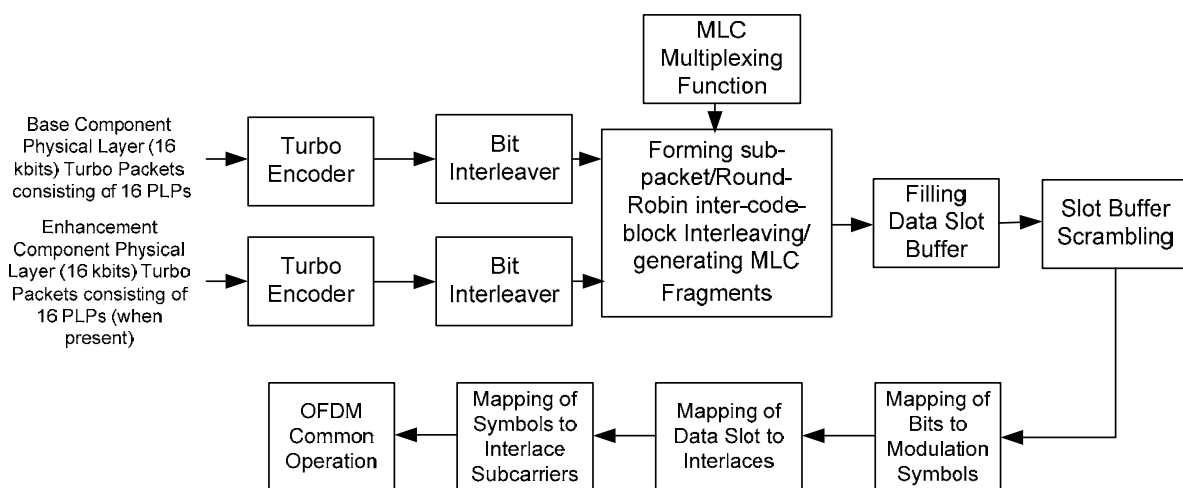 MLC
Multiplexing
Function
Base Component
Physical Layer (16
kbits) Turbo Packets
consisting of 16 PLPs
Turbo
Encoder
Bit
Interleaver
Enhancement
Component Physical
Layer (16 kbits) Turbo
Packets consisting of
16 PLPs (when
present)
Turbo
Encoder
Bit
Interleaver
Forming sub-
packet/Round-
Robin inter-code-
block Interleaving/
generating MLC
Fragments
Filling
Data Slot
Buffer
Slot Buffer
Scrambling
Mapping of
Bits to
Modulation
Symbols
Mapping of
Data Slot to
Interlaces
Mapping of
Symbols to
Interlace
Subcarriers
OFDM
Common
Operation